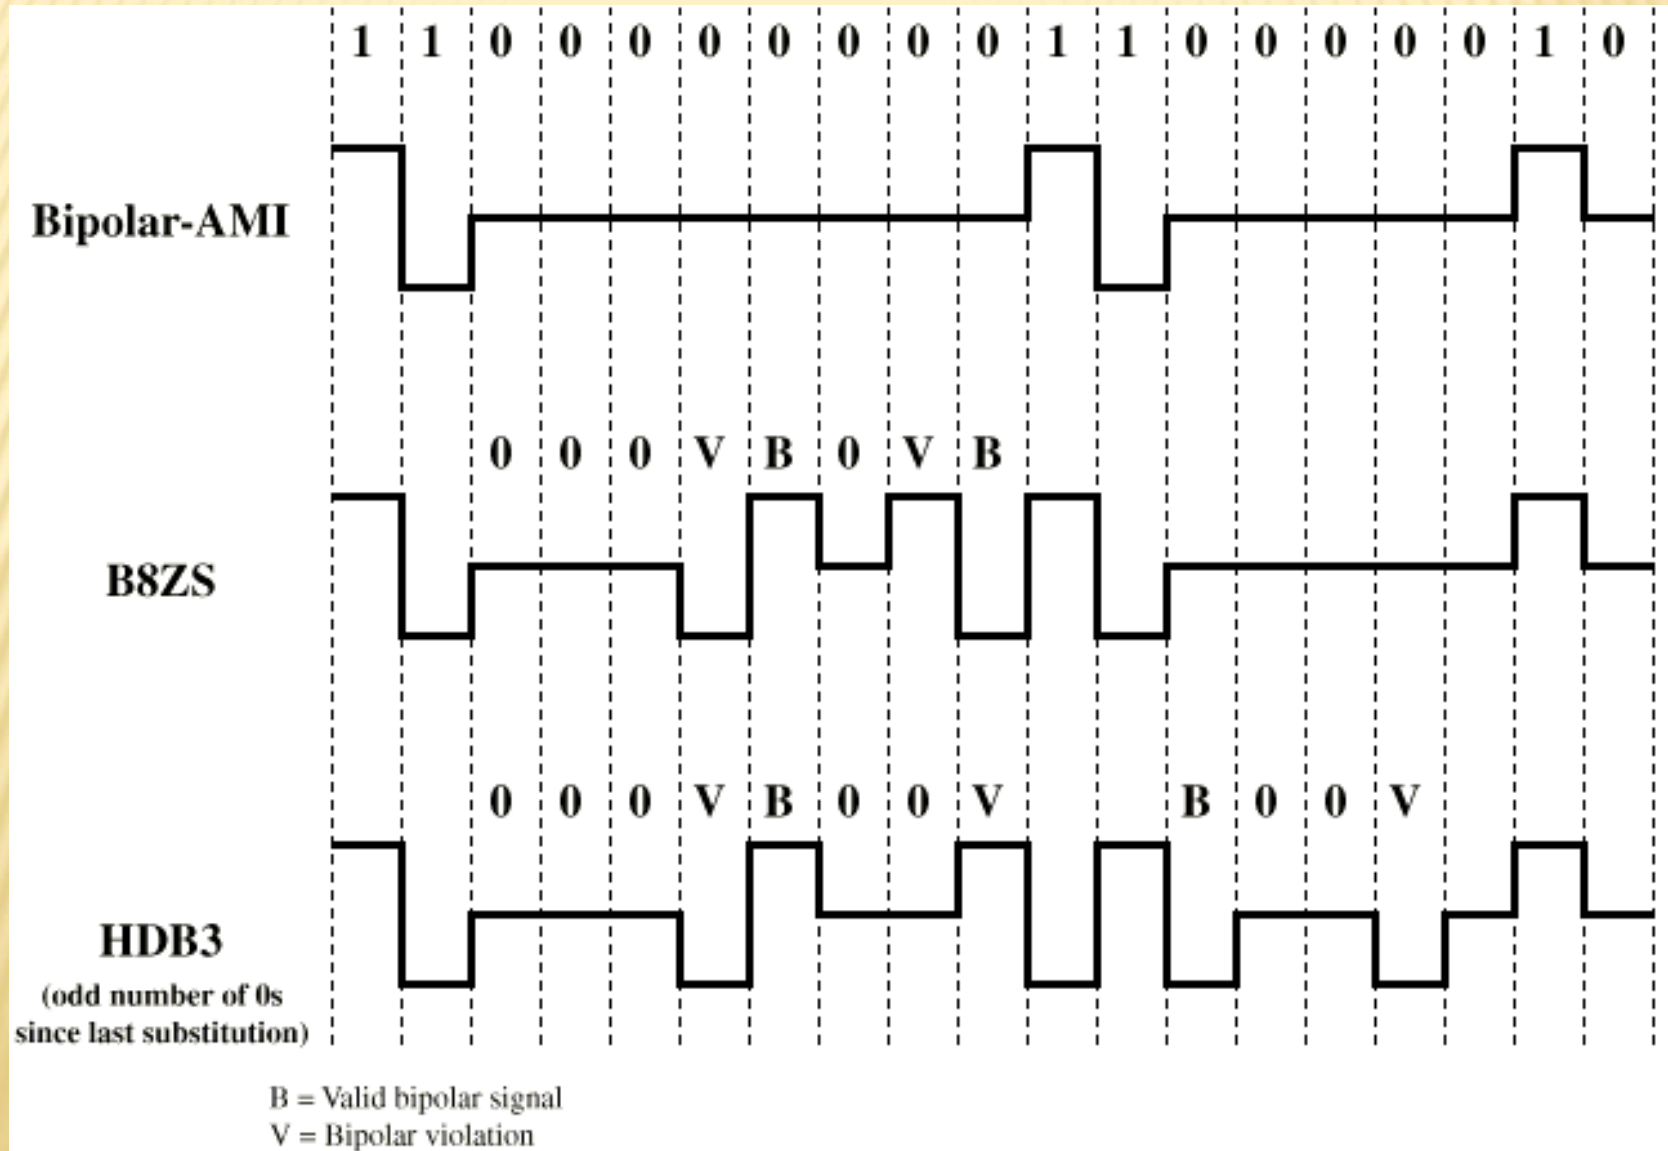 1 1 0 0 0 0 0 0 0 0 1 1 0 0 0 0 0 1 0
Bipolar-AMI
0 0 0 V B 0 V B
B8ZS
0 0 0 V B 0 0 V B 0 0 V
HDB3
(odd number of 0s
since last substitution)
B = Valid bipolar signal
V = Bipolar violation